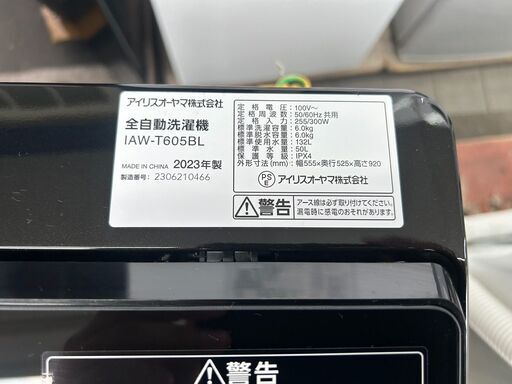 アイリスオーヤマ株式会社
全自動洗濯機
IAW-T605BL
MADE IN CHINA 2023年製
製造番号: 2306210466
定格電圧:100V～
定格周波数:50/60Hz共用
定格入力:255/300W
標準洗濯容量:6.0kg
標準脱水容量:6.0kg
標準使用水量:132L
標準水量:50L
保護等級:IPX4
外形寸法(mm):幅555×奥行525×高さ920
PS
E
アイリスオーヤマ株式会社
警告
アース線は必ず取り付けてください。
漏電時に感電のおそれがあります。
警告